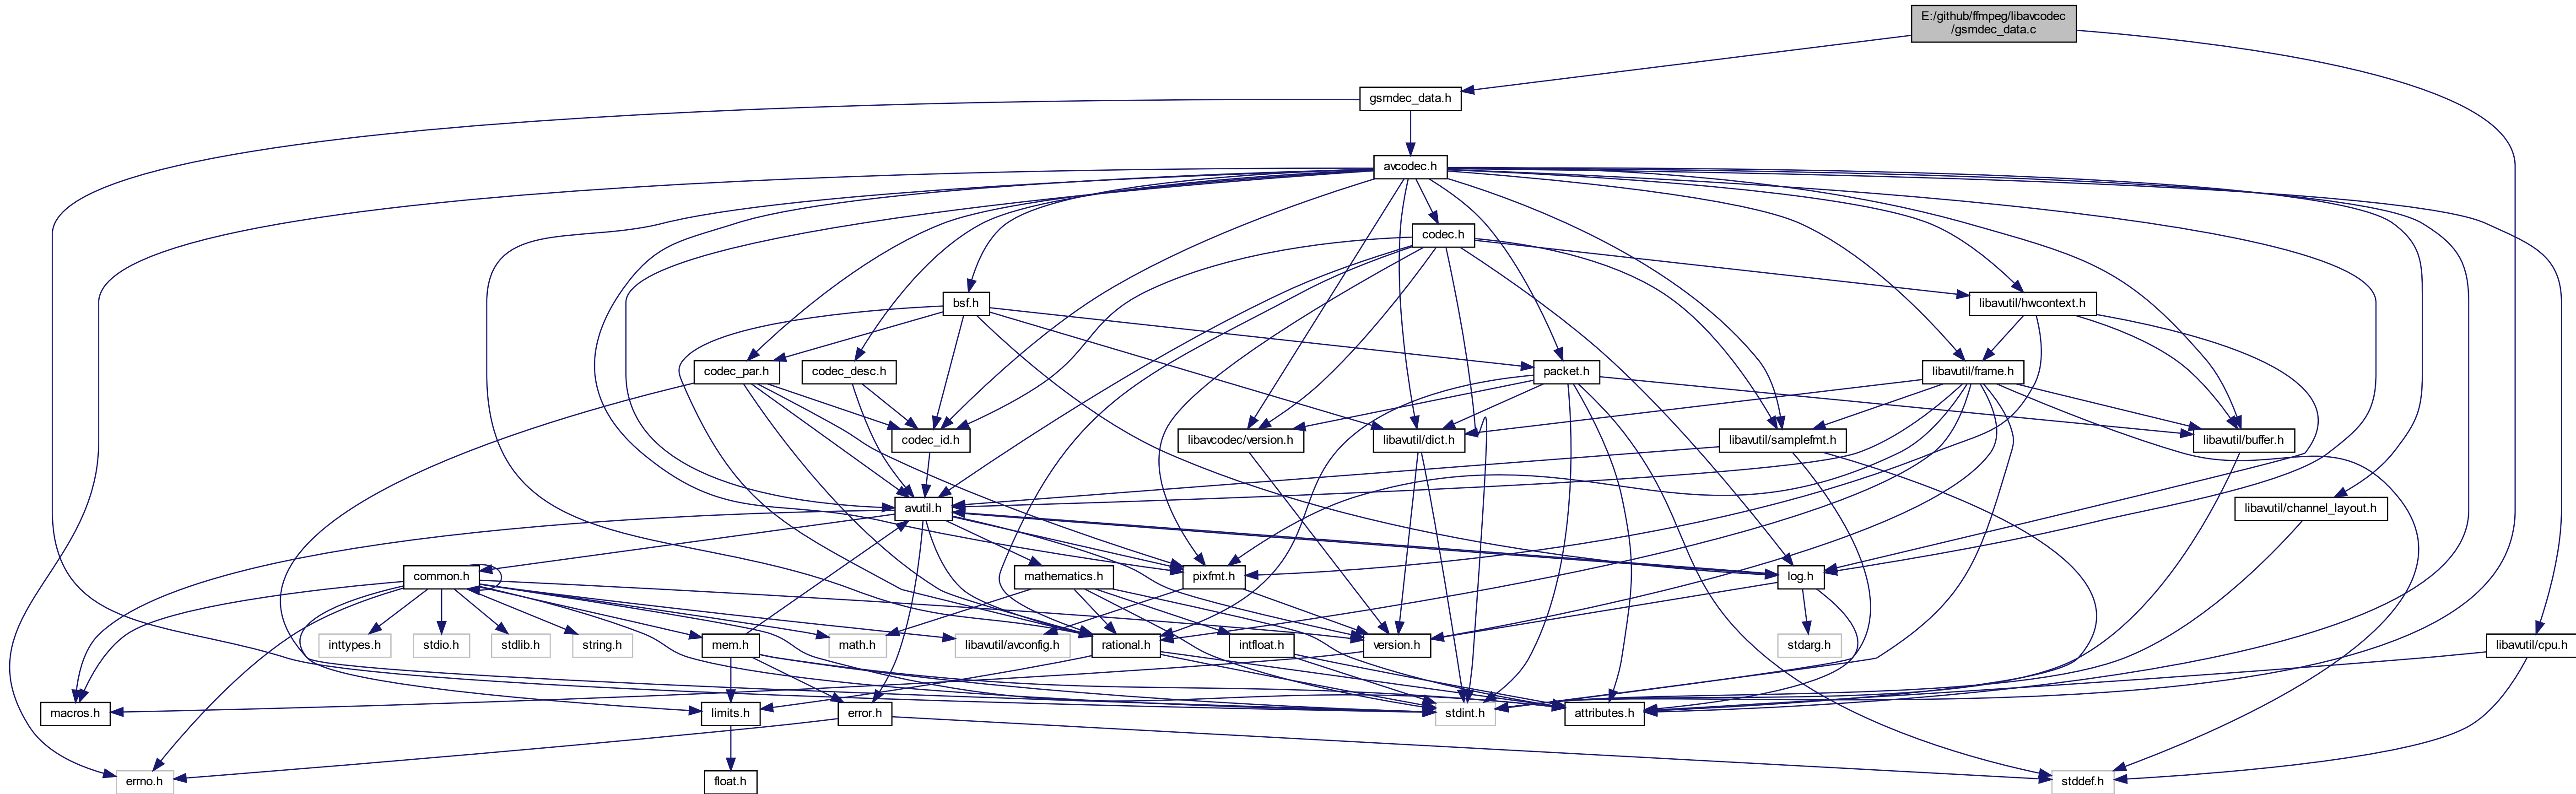 E:/github/ffmpeg/libavcodec
/gsmdec_data.c
gsmdec_data.h
avcodec.h
codec.h
bsf.h
libavutil/hwcontext.h
codec_par.h
codec_desc.h
packet.h
libavutil/frame.h
codec_id.h
libavcodec/version.h
libavutil/dict.h
libavutil/samplefmt.h
libavutil/buffer.h
avutil.h
libavutil/channel_layout.h
common.h
mathematics.h
pixfmt.h
log.h
inttypes.h
stdio.h
stdlib.h
string.h
mem.h
math.h
libavutil/avconfig.h
rational.h
intfloat.h
version.h
stdarg.h
libavutil/cpu.h
macros.h
limits.h
error.h
stdint.h
attributes.h
errno.h
float.h
stddef.h